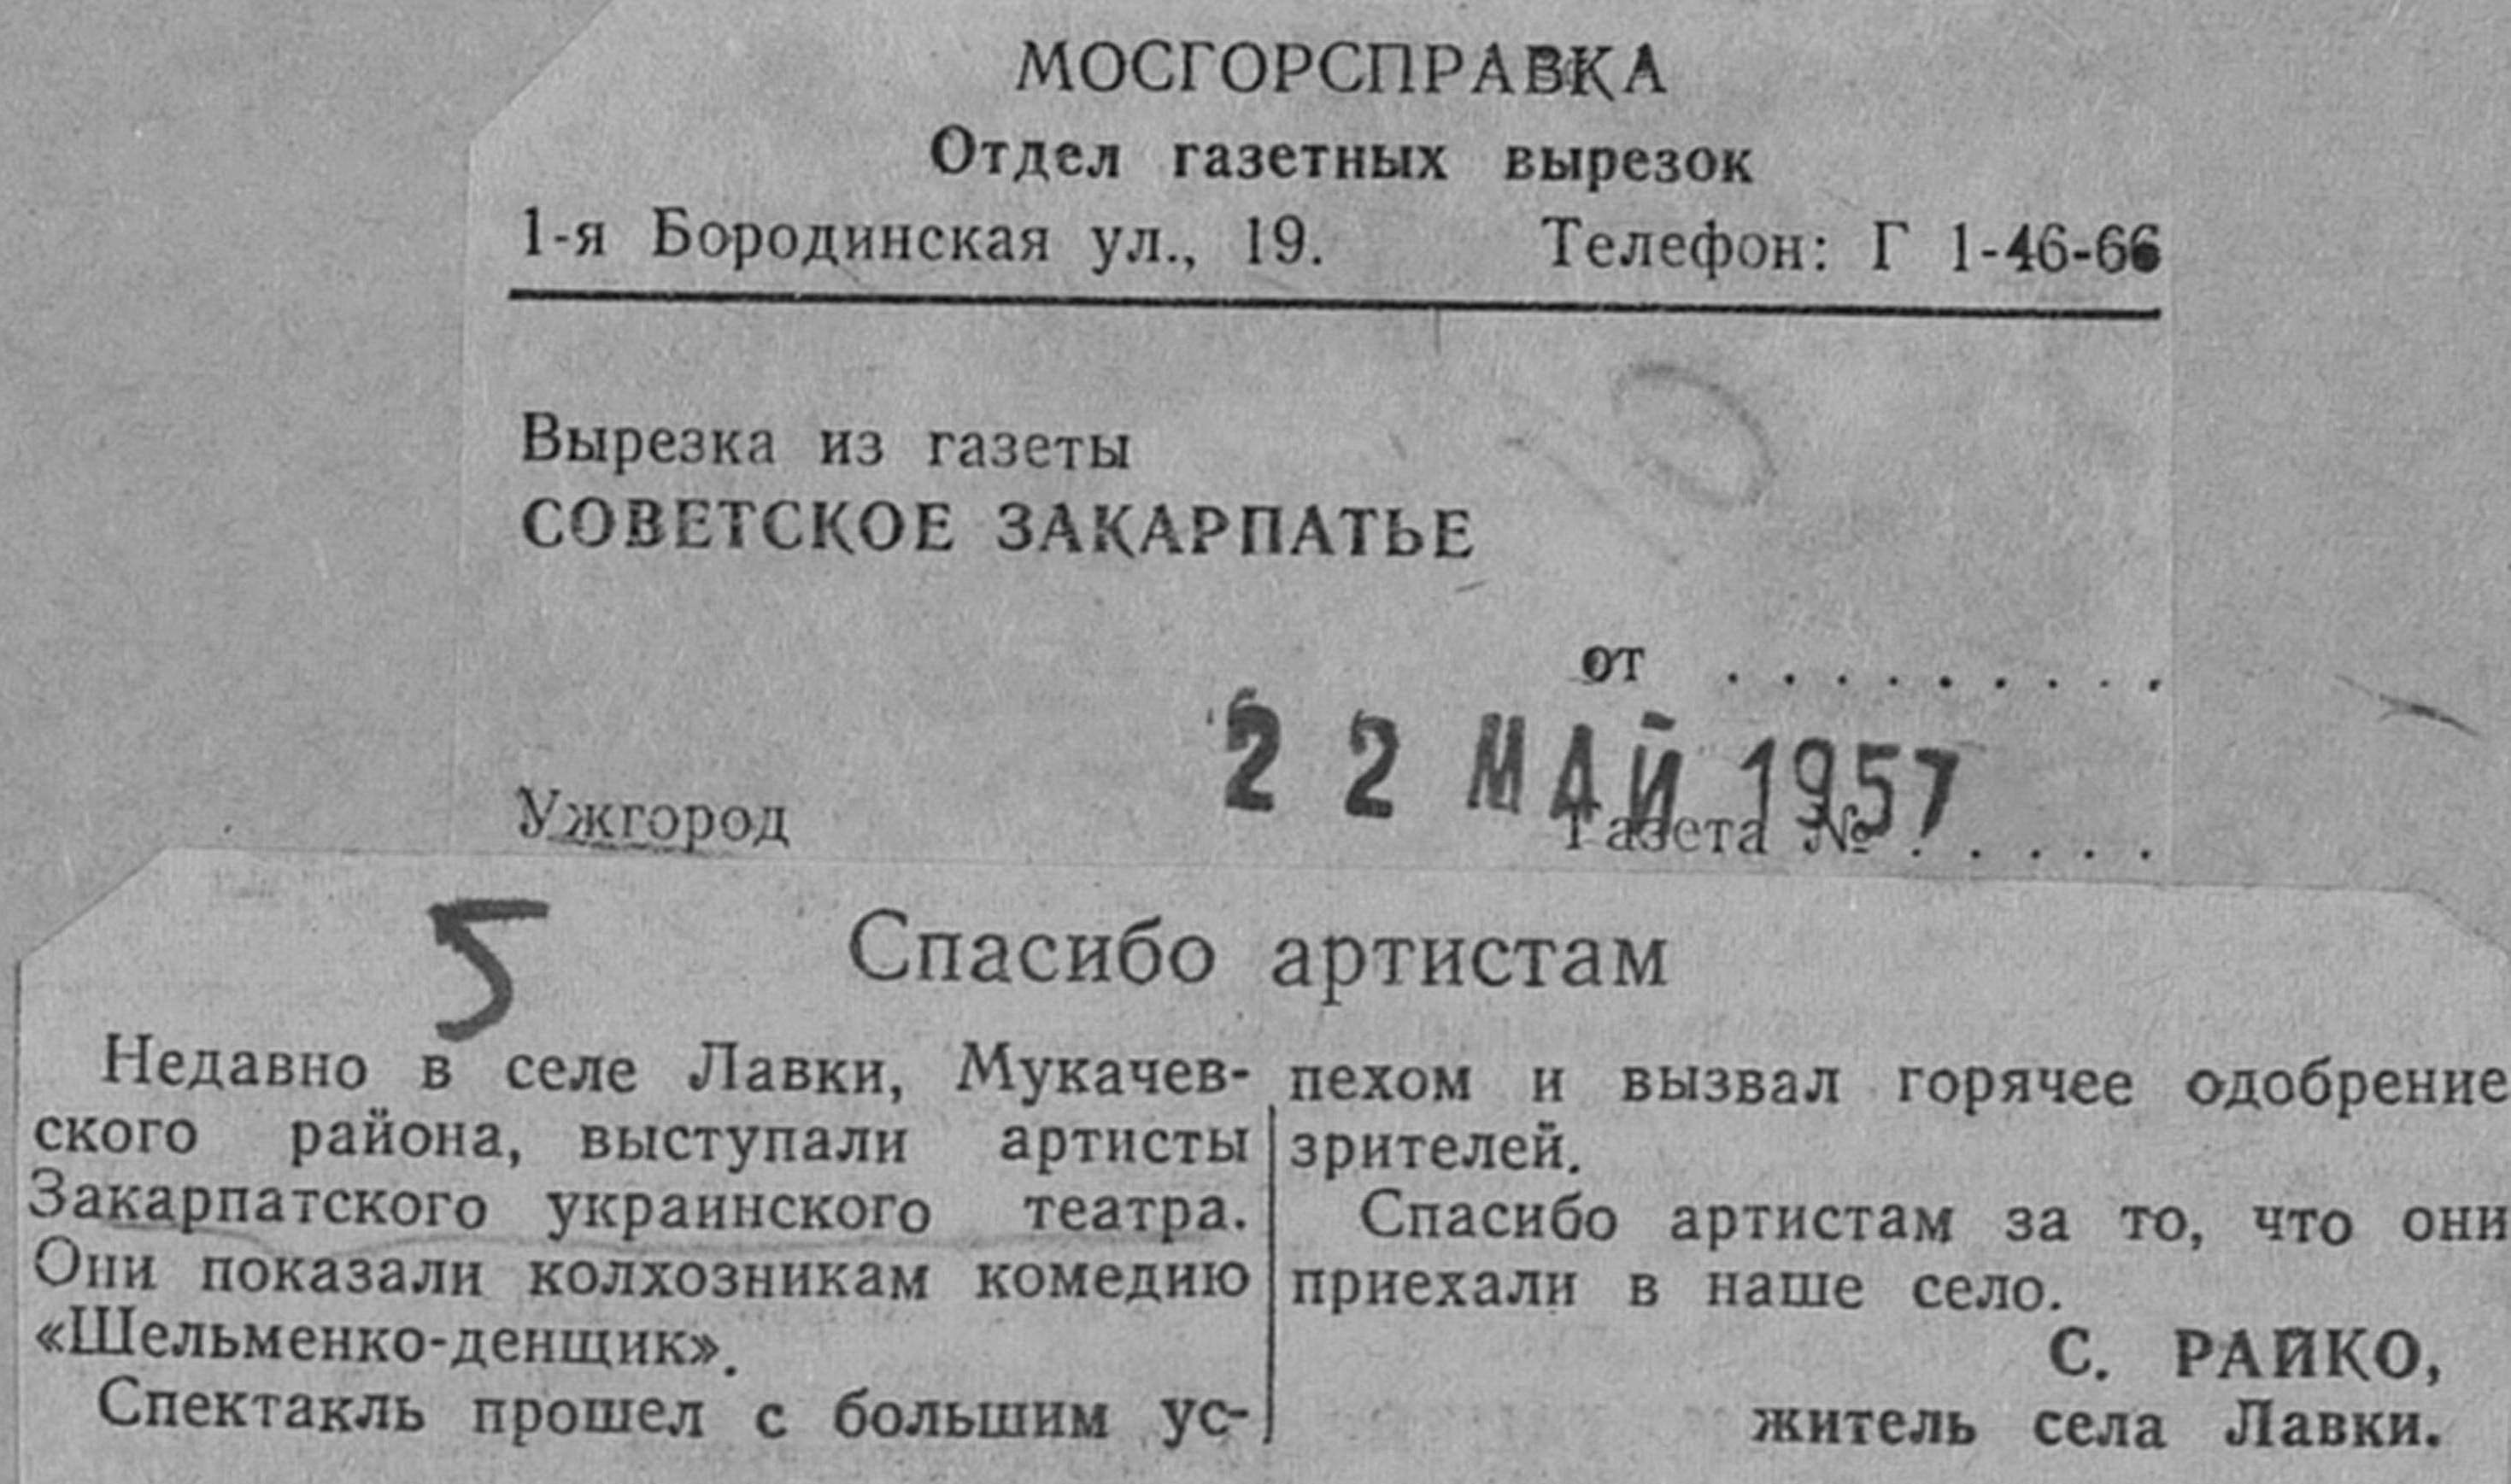 МОСГОРСПРАВКА
Отдел газетных вырезок
1-я Бородинская ул., 19. Телефон: Г 1-46-66
Вырезка из газеты
СОВЕТСКОЕ ЗАКАРПАТЬЕ
от . . . . . . . . .
22 МАЙ 1957
Ужгород Газета № . . . . .
5
Спасибо артистам
Недавно в селе Лавки, Мукачев-
ского района, выступали артисты
Закарпатского украинского театра.
Они показали колхозникам комедию
«Шельменко-денщик».
Спектакль прошел с большим ус-
пехом и вызвал горячее одобрение
зрителей.
Спасибо артистам за то, что они
приехали в наше село.
С. РАЙКО,
житель села Лавки.